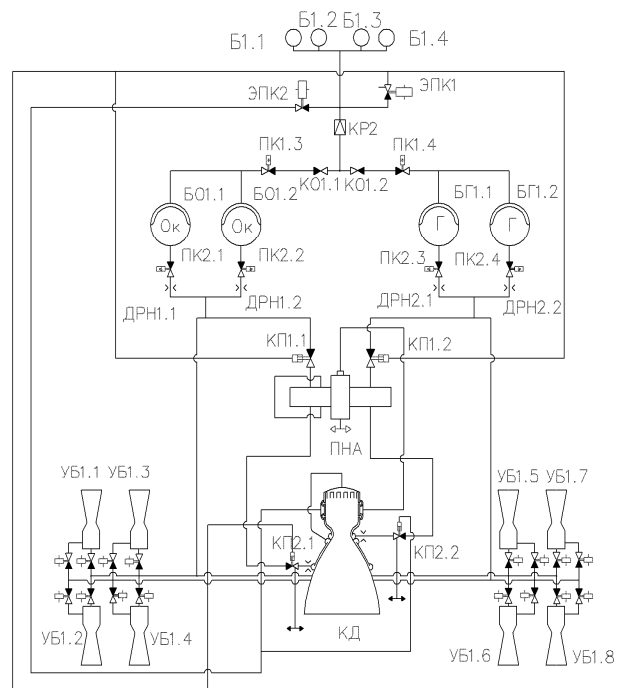 Б1.2 Б1.3
Б1.1 Б1.4
ЭПК2 ЭПК1
КР2
ПК1.3 ПК1.4
КО1.1 КО1.2
БО1.1 БО1.2 БГ1.1 БГ1.2
Ок Ок Г Г
ПК2.1 ПК2.2 ПК2.3 ПК2.4
ДРН1.1 ДРН1.2 ДРН2.1 ДРН2.2
КП1.1 КП1.2
ПНА
УБ1.1 УБ1.3 УБ1.5 УБ1.7
КП2.1 КП2.2
УБ1.2 УБ1.4 КД УБ1.6 УБ1.8